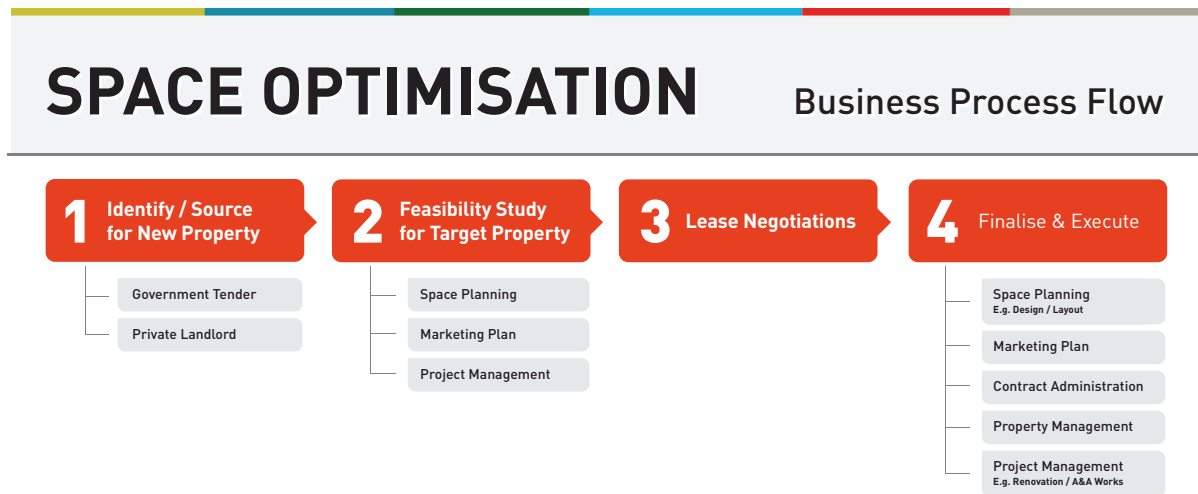 SPACE OPTIMISATION
Business Process Flow
1
Identify / Source
for New Property
Government Tender
Private Landlord
2
Feasibility Study
for Target Property
Space Planning
Marketing Plan
Project Management
3
Lease Negotiations
4
Finalise & Execute
Space Planning
E.g. Design / Layout
Marketing Plan
Contract Administration
Property Management
Project Management
E.g. Renovation / A&A Works